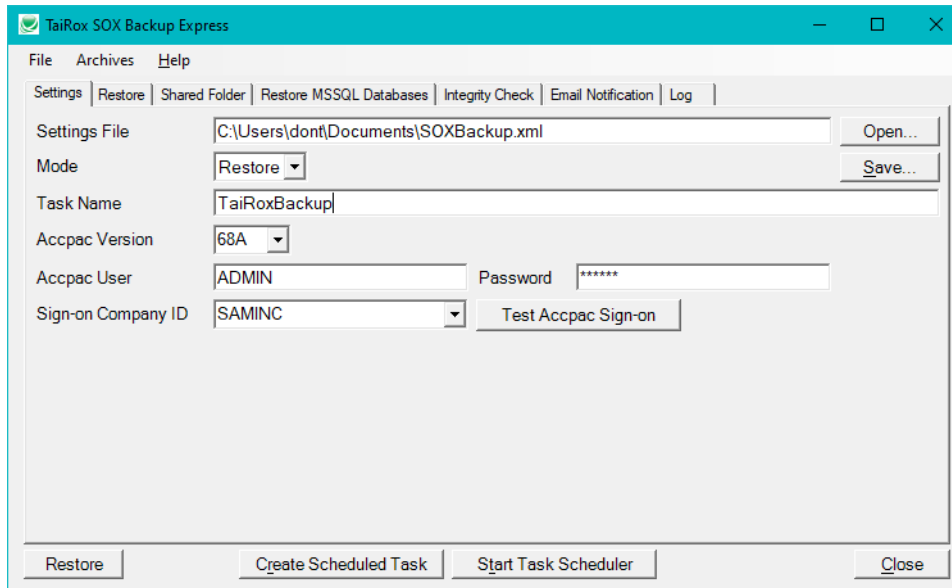 TaiRox SOX Backup Express
File Archives Help
Settings Restore Shared Folder Restore MSSQL Databases Integrity Check Email Notification Log
Settings File C:\Users\dont\Documents\SOXBackup.xml Open...
Mode Restore Save...
Task Name TaiRoxBackup
Accpac Version 68A
Accpac User ADMIN Password ******
Sign-on Company ID SAMINC Test Accpac Sign-on
Restore Create Scheduled Task Start Task Scheduler Close